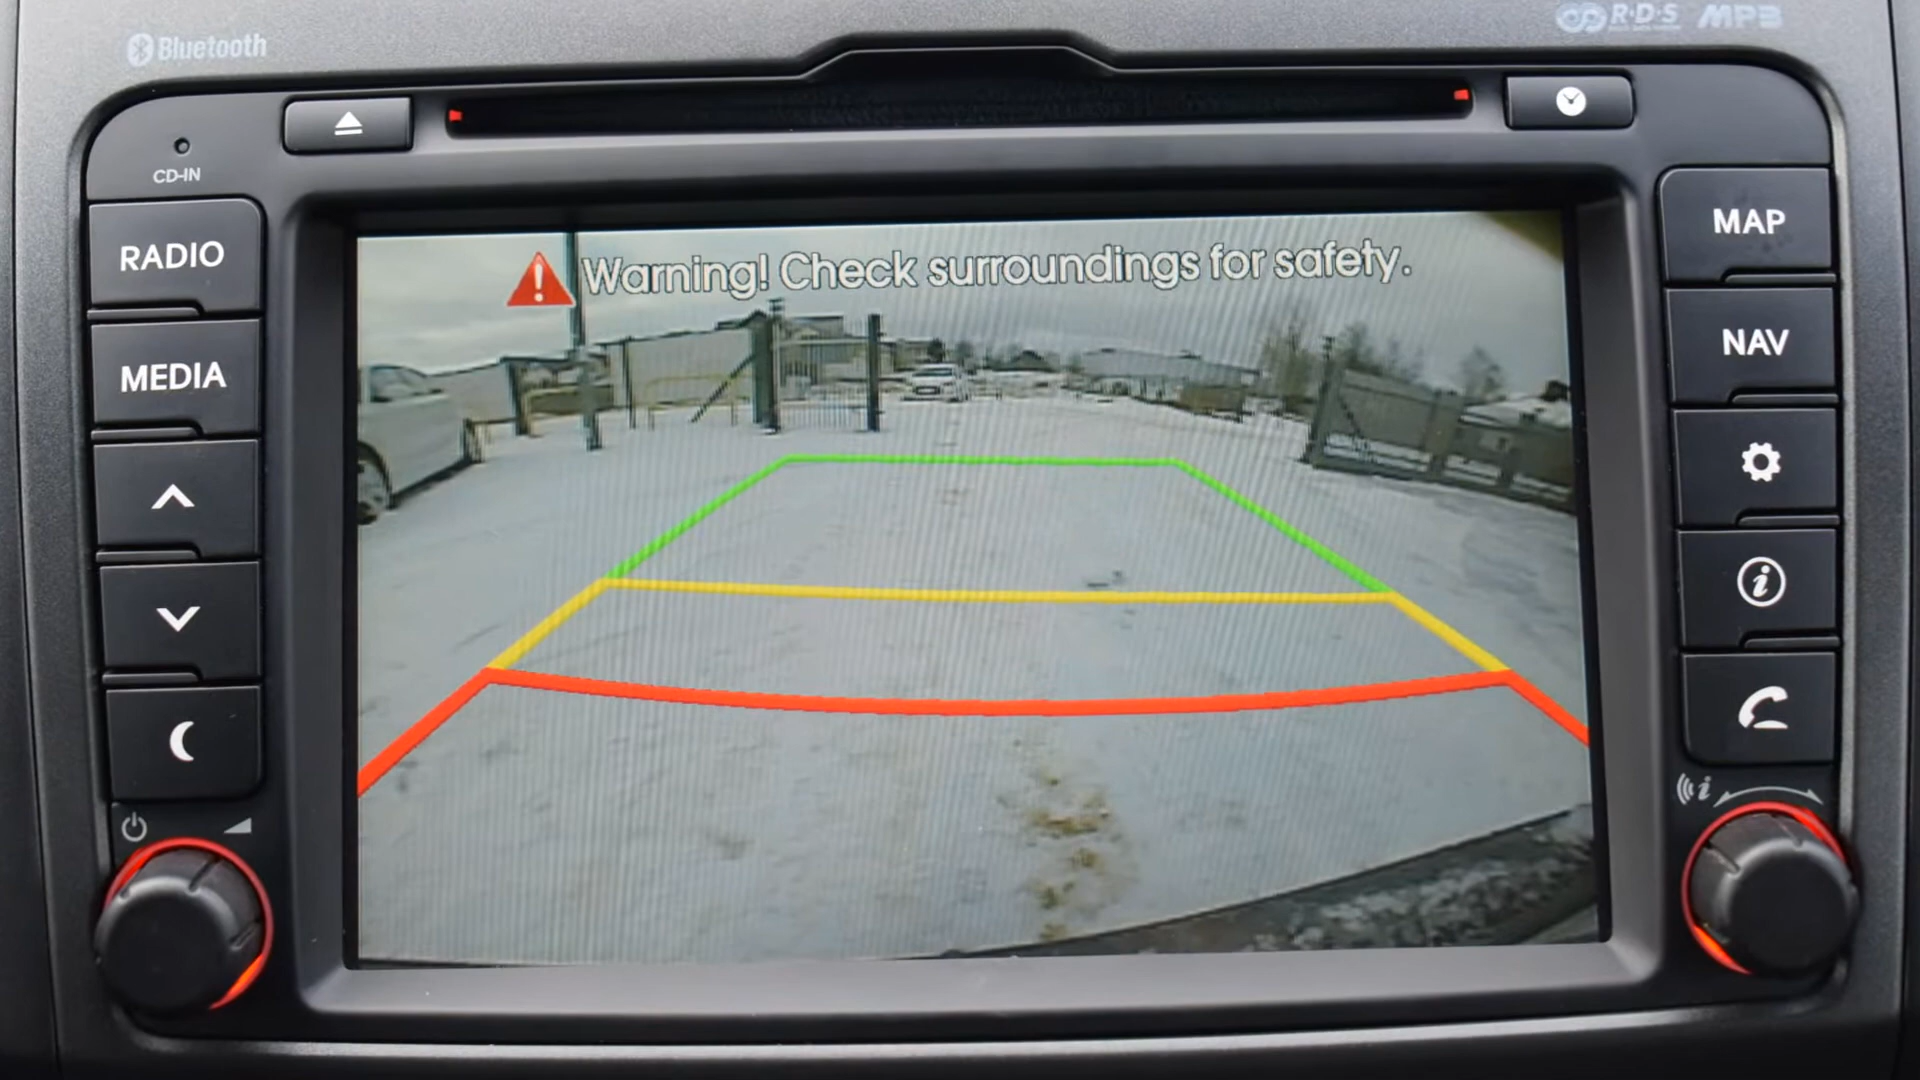 Bluetooth
R·D·S
MP3
CD-IN
Warning! Check surroundings for safety.
RADIO
MEDIA
MAP
NAV